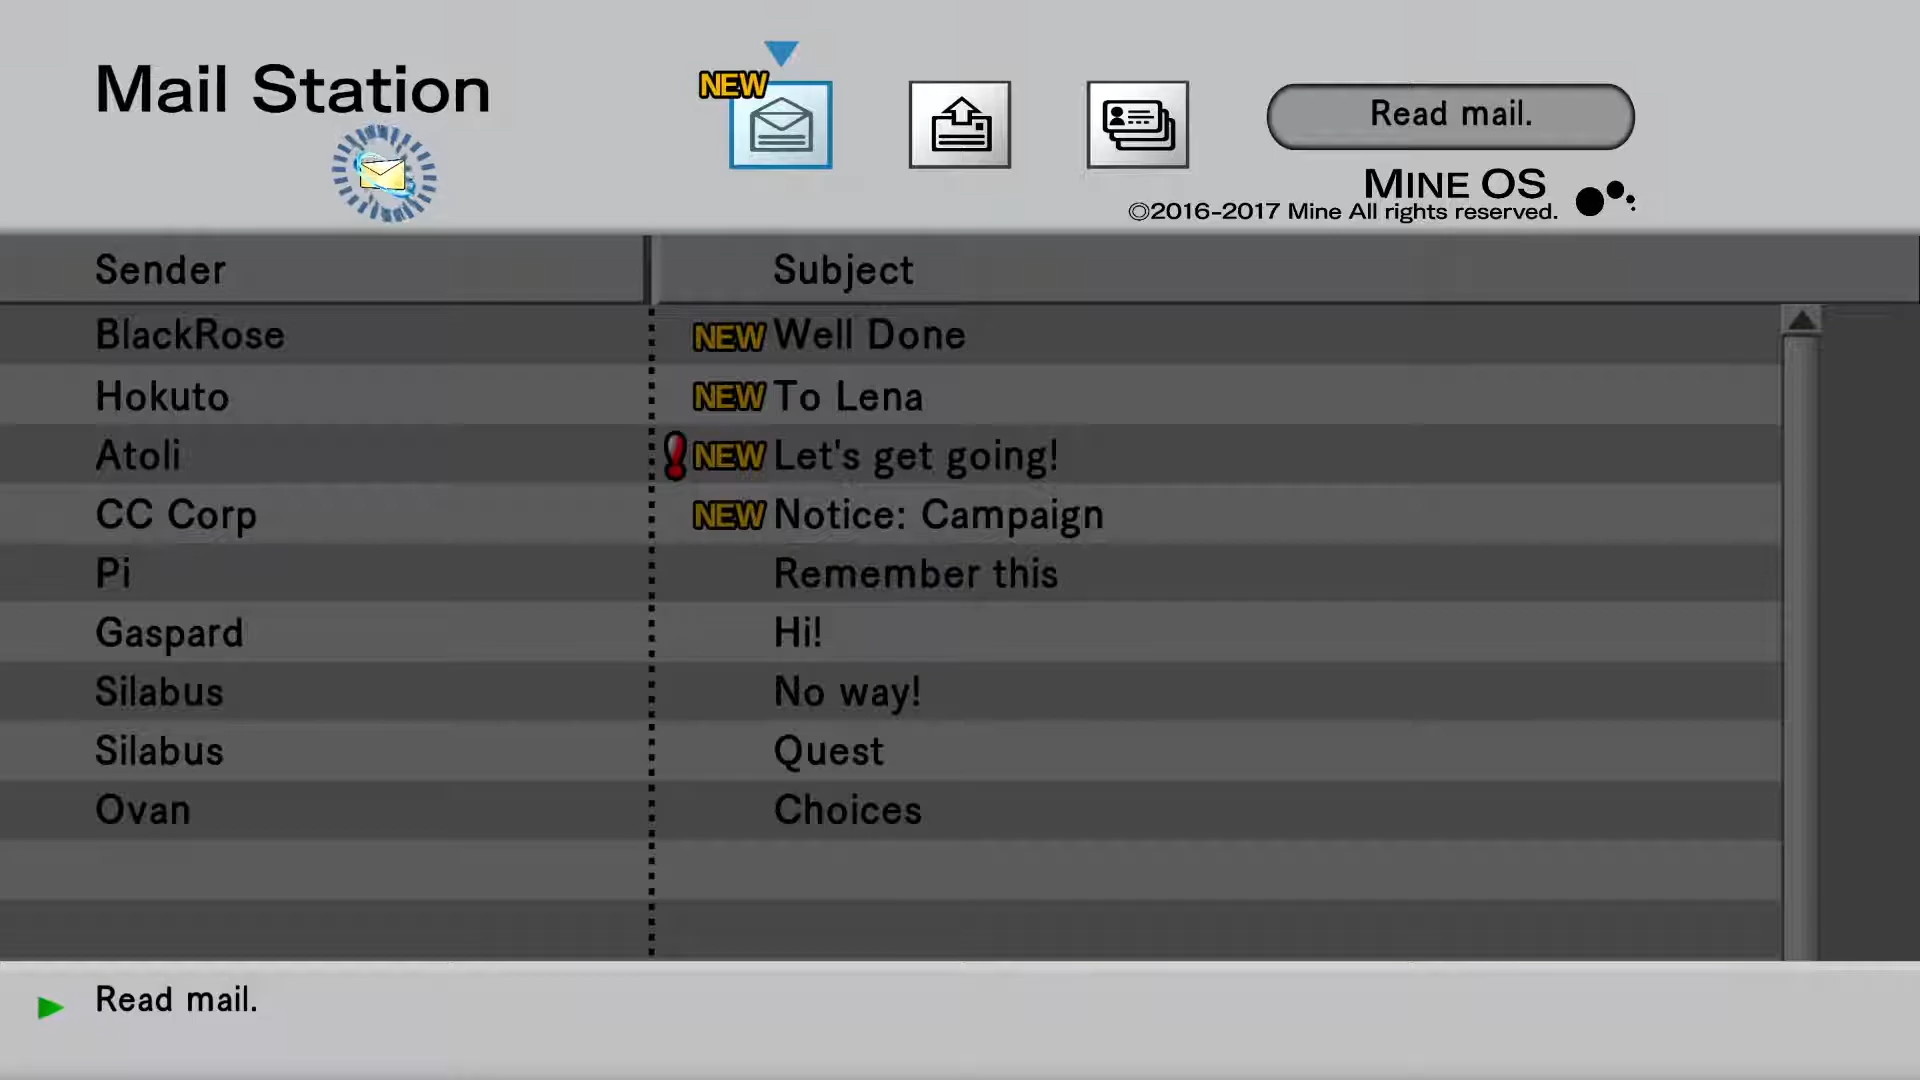 Mail Station
NEW
Read mail.
MINE OS
©2016-2017 Mine All rights reserved.
Sender Subject
BlackRose NEW Well Done
Hokuto NEW To Lena
Atoli NEW Let's get going!
CC Corp NEW Notice: Campaign
Pi Remember this
Gaspard Hi!
Silabus No way!
Silabus Quest
Ovan Choices
Read mail.